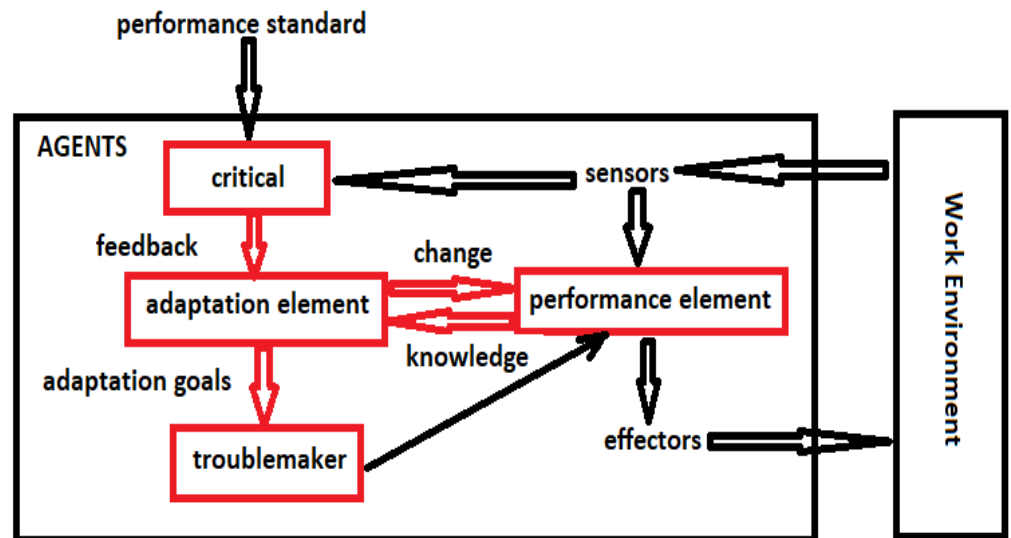 performance standard
AGENTS
critical
sensors
feedback
change
adaptation element
performance element
knowledge
adaptation goals
troublemaker
effectors
Work Environment